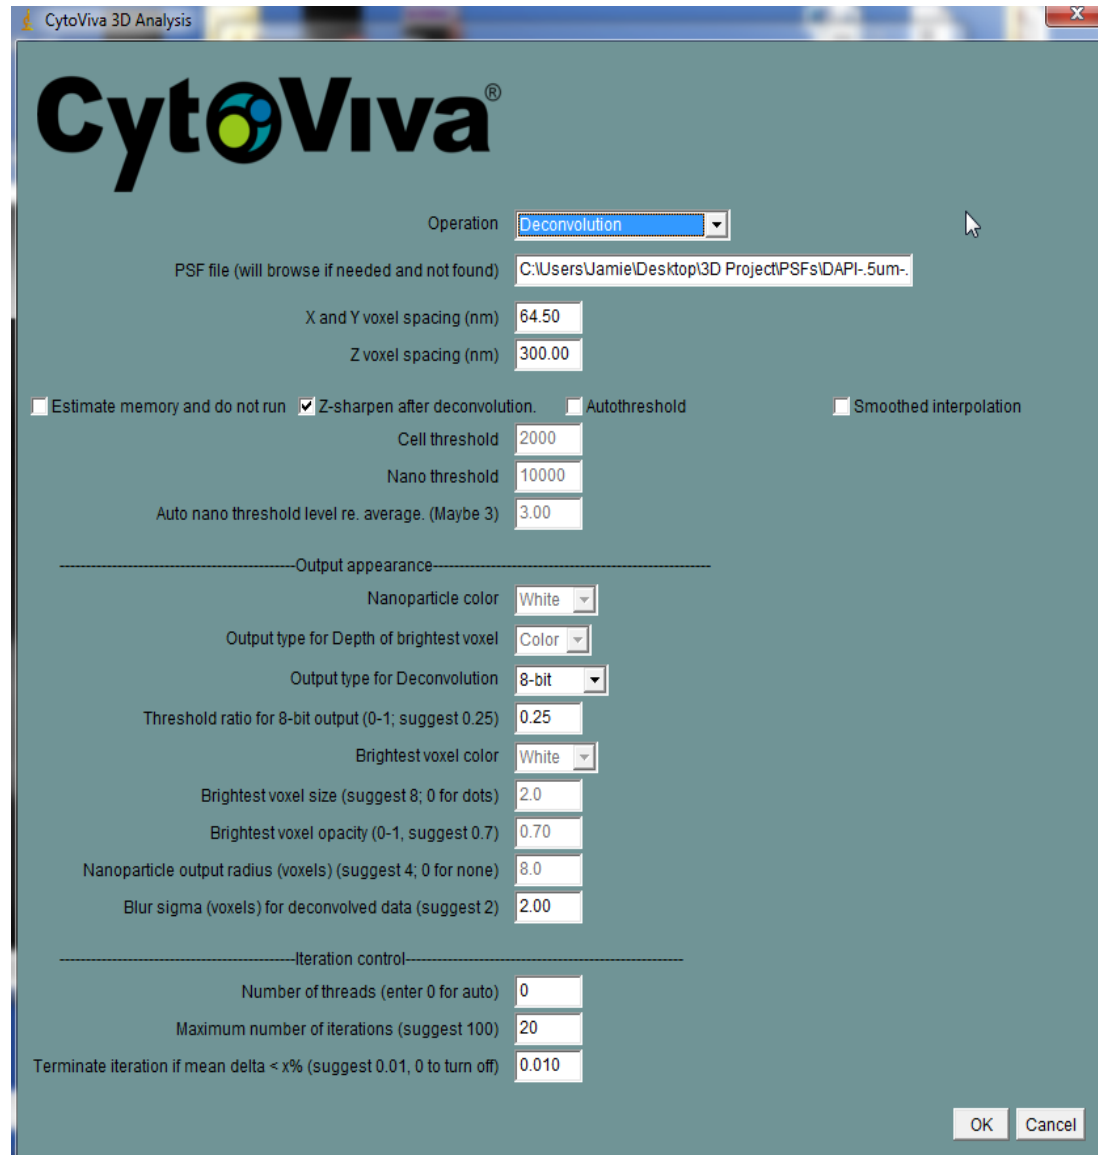 CytoViva 3D Analysis
X
CytoViva®
Operation Deconvolution
PSF file (will browse if needed and not found) C:\Users\Jamie\Desktop\3D Project\PSFs\DAPI-.5um-.
X and Y voxel spacing (nm) 64.50
Z voxel spacing (nm) 300.00
Estimate memory and do not run Z-sharpen after deconvolution. Autothreshold Smoothed interpolation
Cell threshold 2000
Nano threshold 10000
Auto nano threshold level re. average. (Maybe 3) 3.00
--------------------------------------------Output appearance----------------------------------------------------
Nanoparticle color White
Output type for Depth of brightest voxel Color
Output type for Deconvolution 8-bit
Threshold ratio for 8-bit output (0-1; suggest 0.25) 0.25
Brightest voxel color White
Brightest voxel size (suggest 8; 0 for dots) 2.0
Brightest voxel opacity (0-1, suggest 0.7) 0.70
Nanoparticle output radius (voxels) (suggest 4; 0 for none) 8.0
Blur sigma (voxels) for deconvolved data (suggest 2) 2.00
--------------------------------------------Iteration control----------------------------------------------------
Number of threads (enter 0 for auto) 0
Maximum number of iterations (suggest 100) 20
Terminate iteration if mean delta < x% (suggest 0.01, 0 to turn off) 0.010
OK Cancel